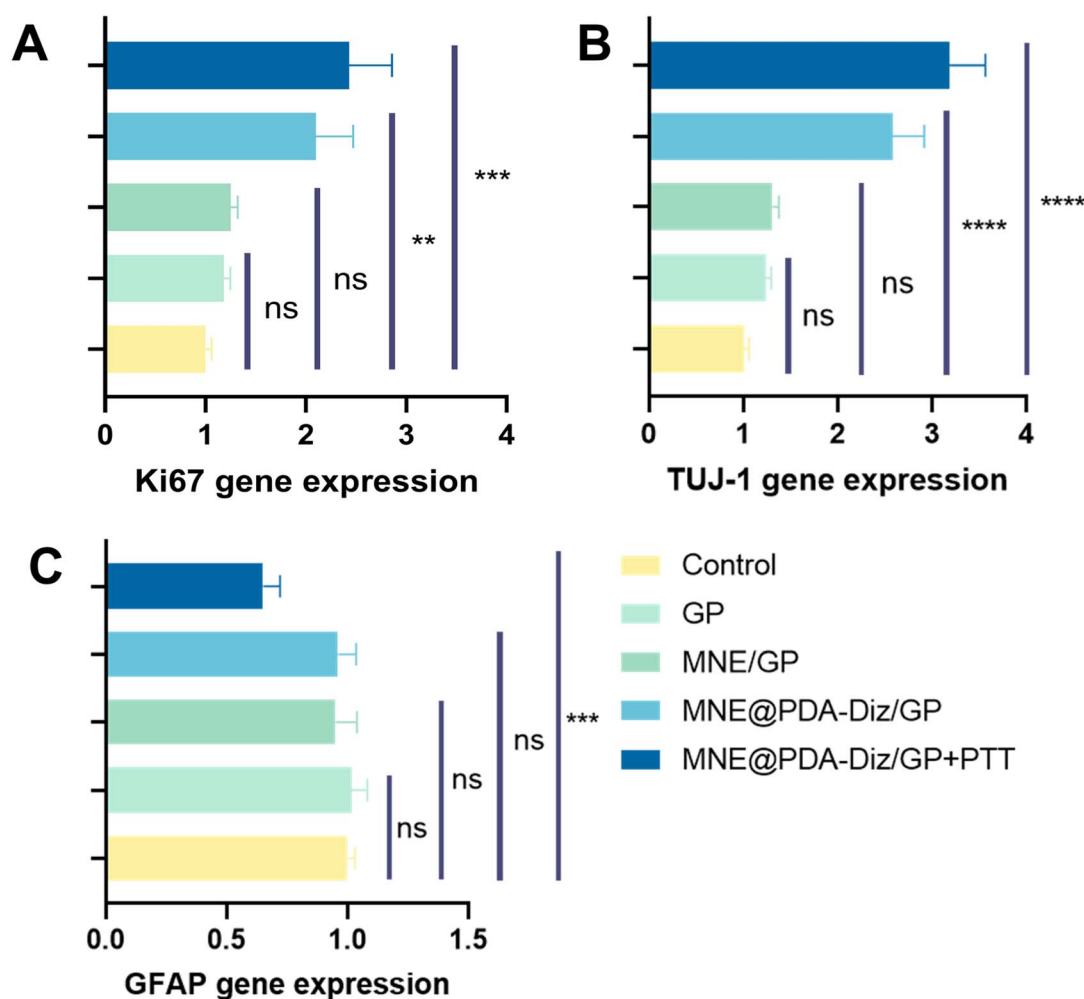 A
***
**
ns
ns
0 1 2 3 4
Ki67 gene expression
B
****
****
ns
ns
0 1 2 3 4
TUJ-1 gene expression
C
***
ns
ns
ns
0.0 0.5 1.0 1.5
GFAP gene expression
Control
GP
MNE/GP
MNE@PDA-Diz/GP
MNE@PDA-Diz/GP+PTT